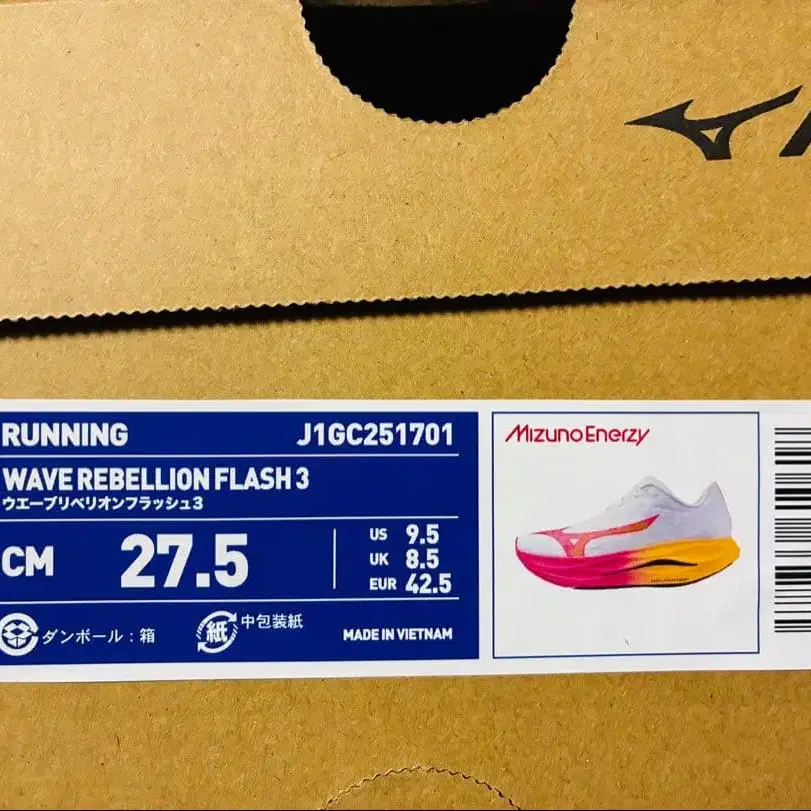 RUNNING J1GC251701
WAVE REBELLION FLASH 3
ウエーブリベリオンフラッシュ3
CM 27.5
US 9.5
UK 8.5
EUR 42.5
ダンボール：箱
紙 中包装紙
MADE IN VIETNAM
MizunoEnerzy